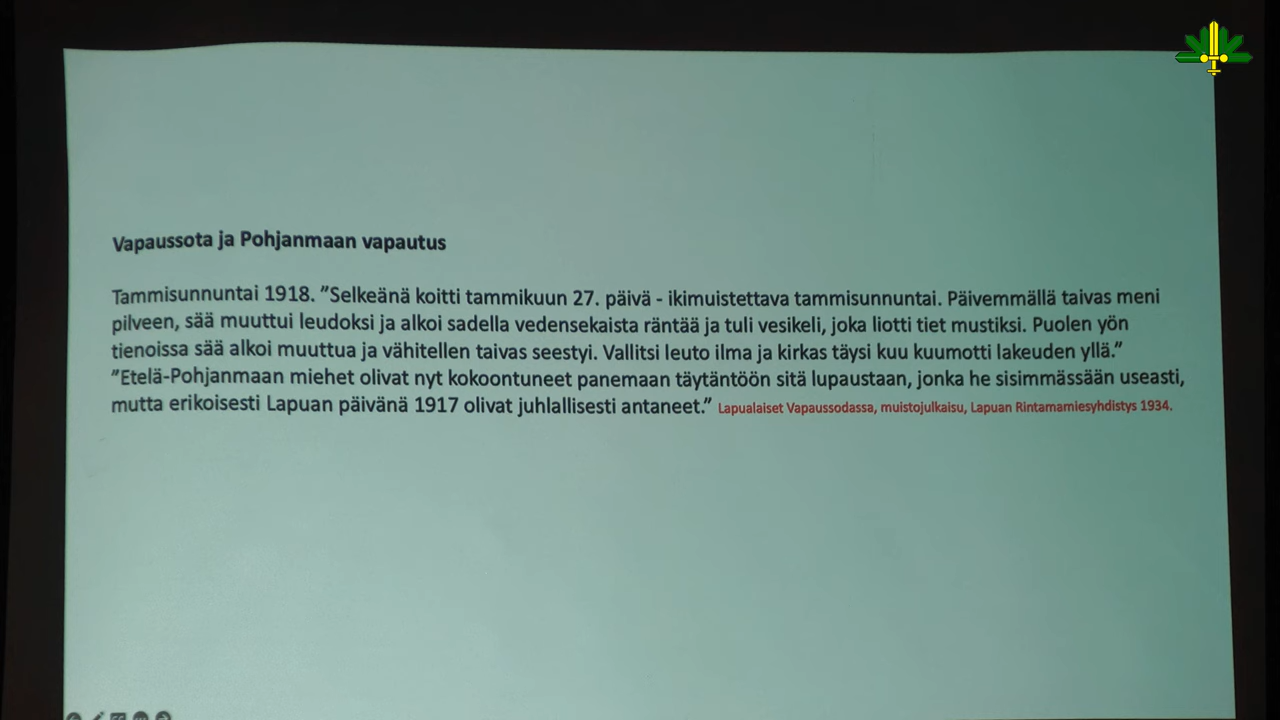 Vapaussota ja Pohjanmaan vapautus
Tammisunnuntai 1918. ”Selkeänä koitti tammikuun 27. päivä - ikimuistettava tammisunnuntai. Päivemmällä taivas meni
pilveen, sää muuttui leudoksi ja alkoi sadella vedensekaista räntää ja tuli vesikeli, joka liotti tiet mustiksi. Puolen yön
tienoissa sää alkoi muuttua ja vähitellen taivas seestyi. Vallitsi leuto ilma ja kirkas täysi kuu kuumotti lakeuden yllä.”
”Etelä-Pohjanmaan miehet olivat nyt kokoontuneet panemaan täytäntöön sitä lupaustaan, jonka he sisimmässään useasti,
mutta erikoisesti Lapuan päivänä 1917 olivat juhlallisesti antaneet.” Lapualaiset Vapaussodassa, muistojulkaisu, Lapuan Rintamamiesyhdistys 1934.